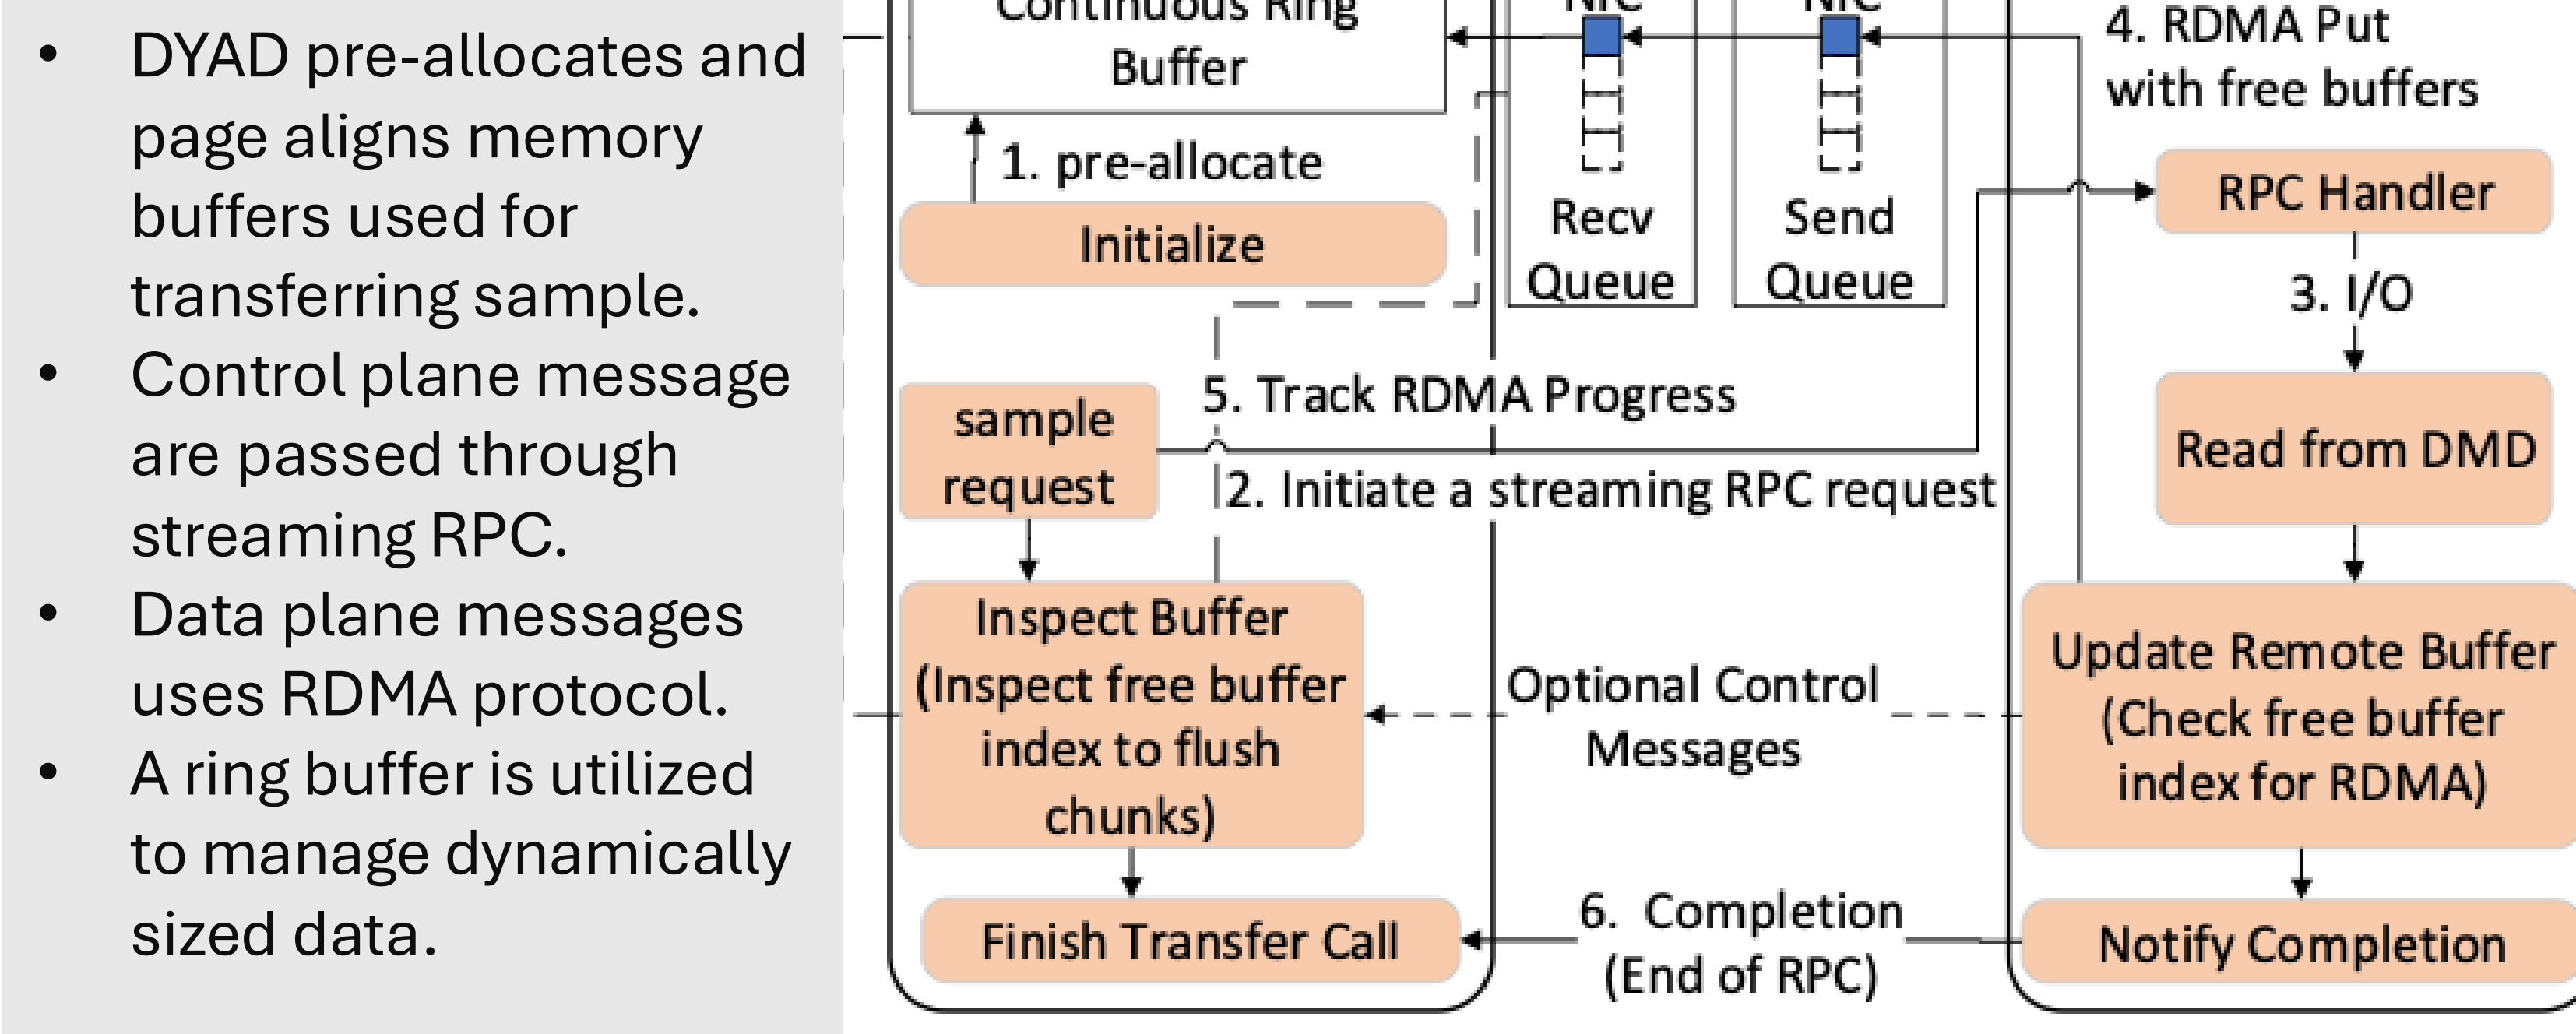 • DYAD pre-allocates and
page aligns memory
buffers used for
transferring sample.
• Control plane message
are passed through
streaming RPC.
• Data plane messages
uses RDMA protocol.
• A ring buffer is utilized
to manage dynamically
sized data.
Continuous Ring
Buffer
1. pre-allocate
Initialize
NIC
Recv
Queue
NIC
Send
Queue
4. RDMA Put
with free buffers
RPC Handler
3. I/O
Read from DMD
sample
request
5. Track RDMA Progress
2. Initiate a streaming RPC request
Inspect Buffer
(Inspect free buffer
index to flush
chunks)
Optional Control
Messages
Update Remote Buffer
(Check free buffer
index for RDMA)
Finish Transfer Call
6. Completion
(End of RPC)
Notify Completion